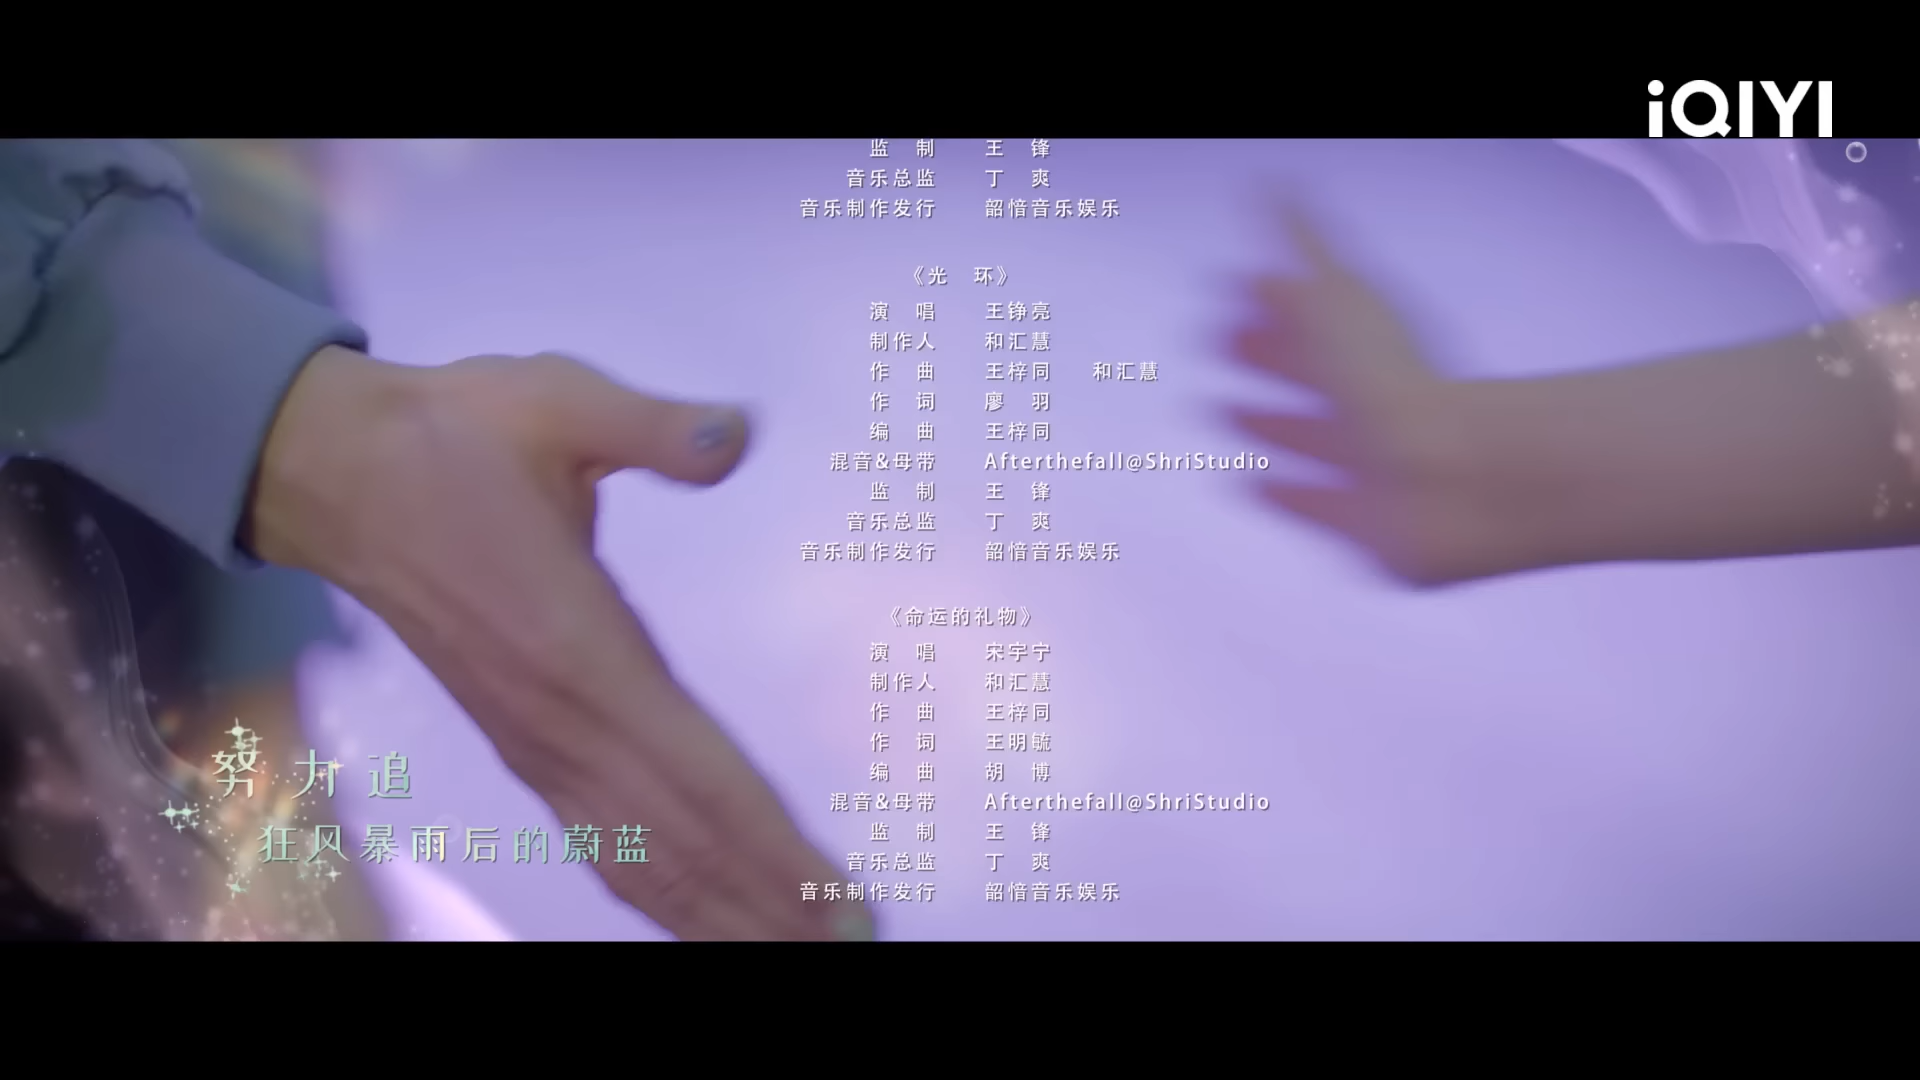 iQIYI
监 制 王 锋
音乐总监 丁 爽
音乐制作发行 韶愔音乐娱乐
《光 环》
演 唱 王铮亮
制作人 和汇慧
作 曲 王梓同 和汇慧
作 词 廖 羽
编 曲 王梓同
混音&母带 Afterthefall@ShriStudio
监 制 王 锋
音乐总监 丁 爽
音乐制作发行 韶愔音乐娱乐
《命运的礼物》
演 唱 宋宇宁
制作人 和汇慧
作 曲 王梓同
作 词 王明毓
编 曲 胡 博
混音&母带 Afterthefall@ShriStudio
监 制 王 锋
音乐总监 丁 爽
音乐制作发行 韶愔音乐娱乐
努力追
狂风暴雨后的蔚蓝